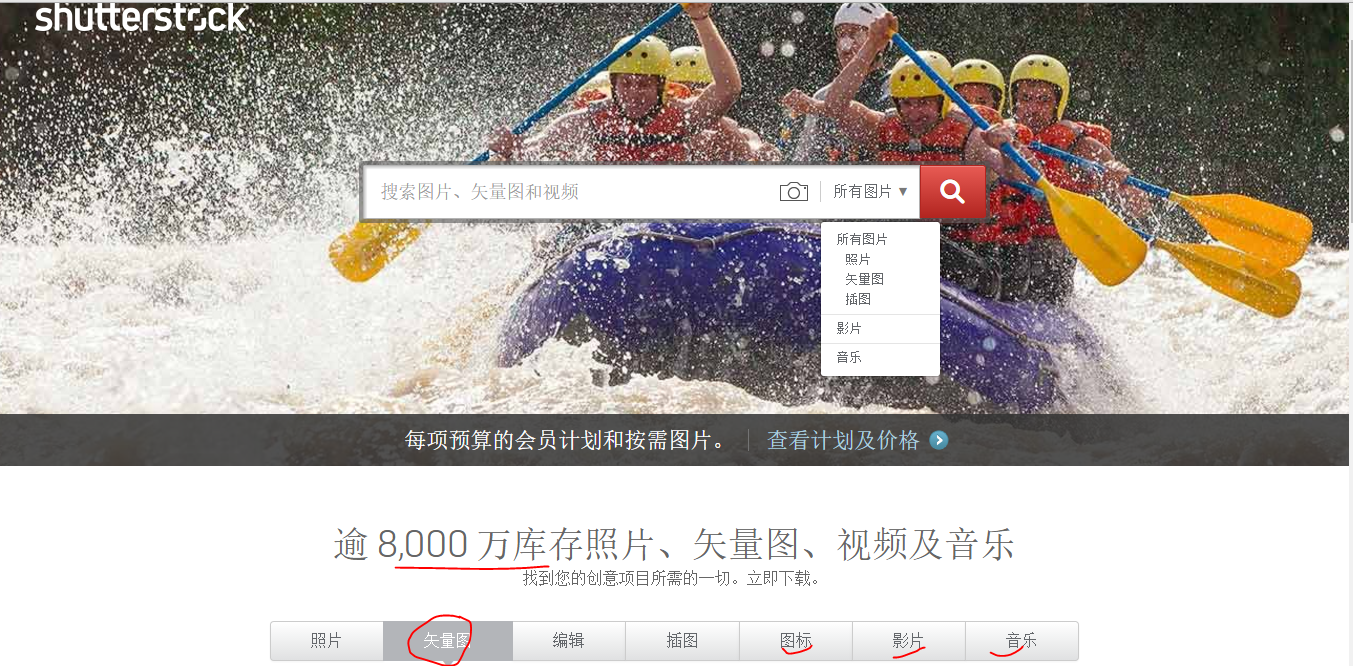 shutterstock
搜索图片、矢量图和视频
所有图片 ▼
所有图片
照片
矢量图
插图
影片
音乐
每项预算的会员计划和按需图片。
查看计划及价格
逾 8,000 万库存照片、矢量图、视频及音乐
找到您的创意项目所需的一切。立即下载。
照片 矢量图 编辑 插图 图标 影片 音乐